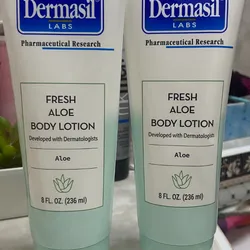 Dermasil
LABS
Pharmaceutical Research
FRESH
ALOE
BODY LOTION
Developed with Dermatologists
Aloe
8 FL. OZ. (236 ml)
Dermasil
LABS
Pharmaceutical Research
FRESH
ALOE
BODY LOTION
Developed with Dermatologists
Aloe
8 FL. OZ. (236 ml)